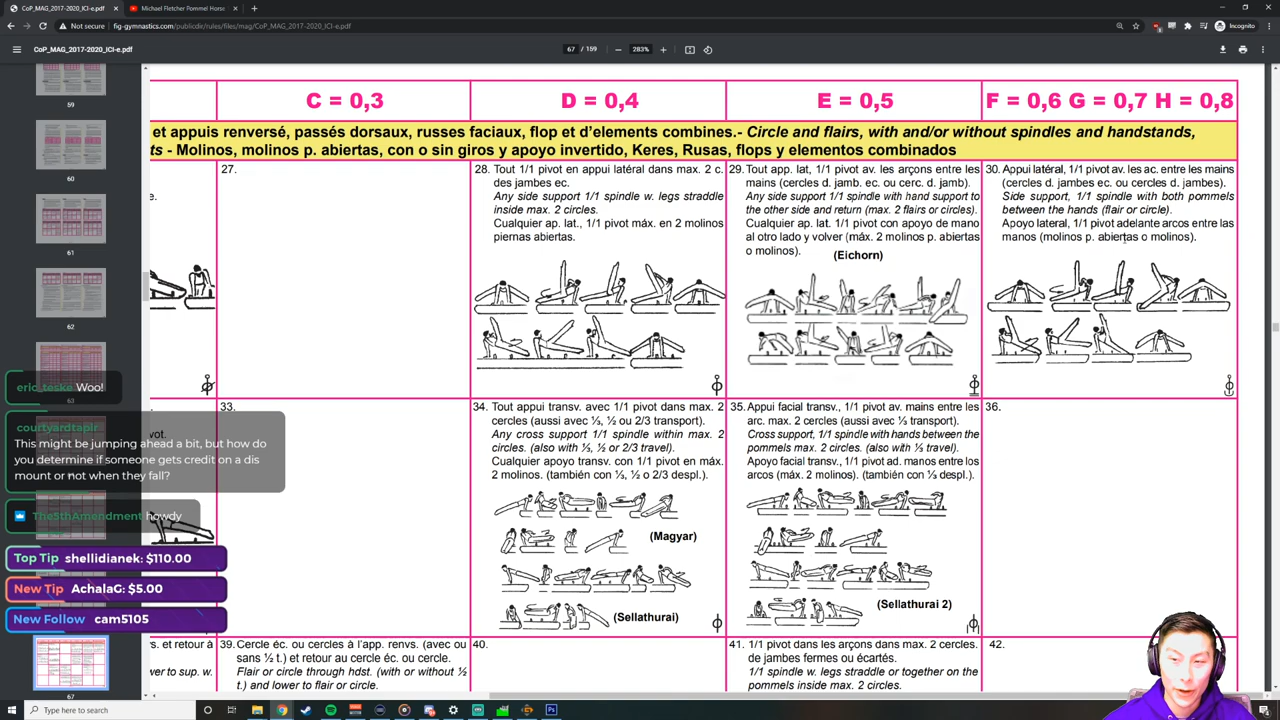 CoP_MAG_2017-2020_ICI-e.pdf
Michael Fletcher Pommel Horse
Not secure | fig-gymnastics.com/publicdir/rules/files/mag/CoP_MAG_2017-2020_ICI-e.pdf
Incognito
CoP_MAG_2017-2020_ICI-e.pdf
67 / 159
283%
59
60
61
62
63
67
C = 0,3
D = 0,4
E = 0,5
F = 0,6 G = 0,7 H = 0,8
et appuis renversé, passés dorsaux, russes faciaux, flop et d'elements combines.- Circle and flairs, with and/or without spindles and handstands,
ts - Molinos, molinos p. abiertas, con o sin giros y apoyo invertido, Keres, Rusas, flops y elementos combinados
e.
27.
28. Tout 1/1 pivot en appui latéral dans max. 2 c.
des jambes ec.
Any side support 1/1 spindle w. legs straddle
inside max. 2 circles.
Cualquier ap. lat., 1/1 pivot máx. en 2 molinos
piernas abiertas.
29. Tout app. lat, 1/1 pivot av. les arçons entre les
mains (cercles d. jamb. ec. ou cerc. d. jamb).
Any side support 1/1 spindle with hand support to
the other side and return (max. 2 flairs or circles).
Cualquier ap. lat. 1/1 pivot con apoyo de mano
al otro lado y volver (máx. 2 molinos p. abiertas
o molinos).
(Eichorn)
30. Appui latéral, 1/1 pivot av. les ac. entre les mains
(cercles d. jambes ec. ou cercles d. jambes).
Side support, 1/1 spindle with both pommels
between the hands (flair or circle).
Apoyo lateral, 1/1 pivot adelante arcos entre las
manos (molinos p. abiertas o molinos).
eric_teske Woo!
courtyardtapir
This might be jumping ahead a bit, but how do
you determine if someone gets credit on a dis
mount or not when they fall?
The5thAmendment howdy
Top Tip shellidianek: $110.00
New Tip AchalaG: $5.00
New Follow cam5105
vot.
33.
34. Tout appui transv. avec 1/1 pivot dans max. 2
cercles (aussi avec ⅓, ½ ou 2/3 transport).
Any cross support 1/1 spindle within max. 2
circles. (also with ⅓, ½ or 2/3 travel).
Cualquier apoyo transv. con 1/1 pivot en máx.
2 molinos. (también con ⅓, ½ o 2/3 despl.).
(Magyar)
(Sellathurai)
35. Appui facial transv., 1/1 pivot av. mains entre les
arc. max. 2 cercles (aussi avec ⅓ transport).
Cross support, 1/1 spindle with hands between the
pommels max. 2 circles. (also with ⅓ travel).
Apoyo facial transv., 1/1 pivot ad. manos entre los
arcos (máx. 2 molinos). (también con ⅓ despl.).
(Sellathurai 2)
36.
vs. et retour à
wer to sup. w.
39. Cercle éc. ou cercles à l'app. renvs. (avec ou
sans ½ t.) et retour au cercle éc. ou cercle.
Flair or circle through hdst. (with or without ½
t.) and lower to flair or circle.
40.
41. 1/1 pivot dans les arçons dans max. 2 cercles.
de jambes fermes ou écartés.
1/1 spindle w. legs straddle or together on the
pommels inside max. 2 circles.
42.
Type here to search